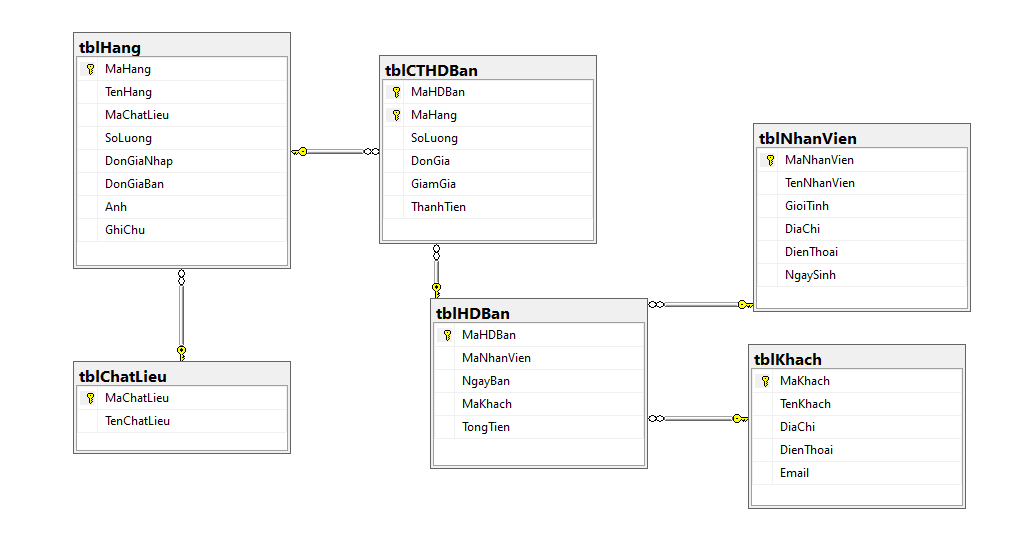 tblHang
MaHang
TenHang
MaChatLieu
SoLuong
DonGiaNhap
DonGiaBan
Anh
GhiChu
tblCTHDBan
MaHDBan
MaHang
SoLuong
DonGia
GiamGia
ThanhTien
tblNhanVien
MaNhanVien
TenNhanVien
GioiTinh
DiaChi
DienThoai
NgaySinh
tblChatLieu
MaChatLieu
TenChatLieu
tblHDBan
MaHDBan
MaNhanVien
NgayBan
MaKhach
TongTien
tblKhach
MaKhach
TenKhach
DiaChi
DienThoai
Email